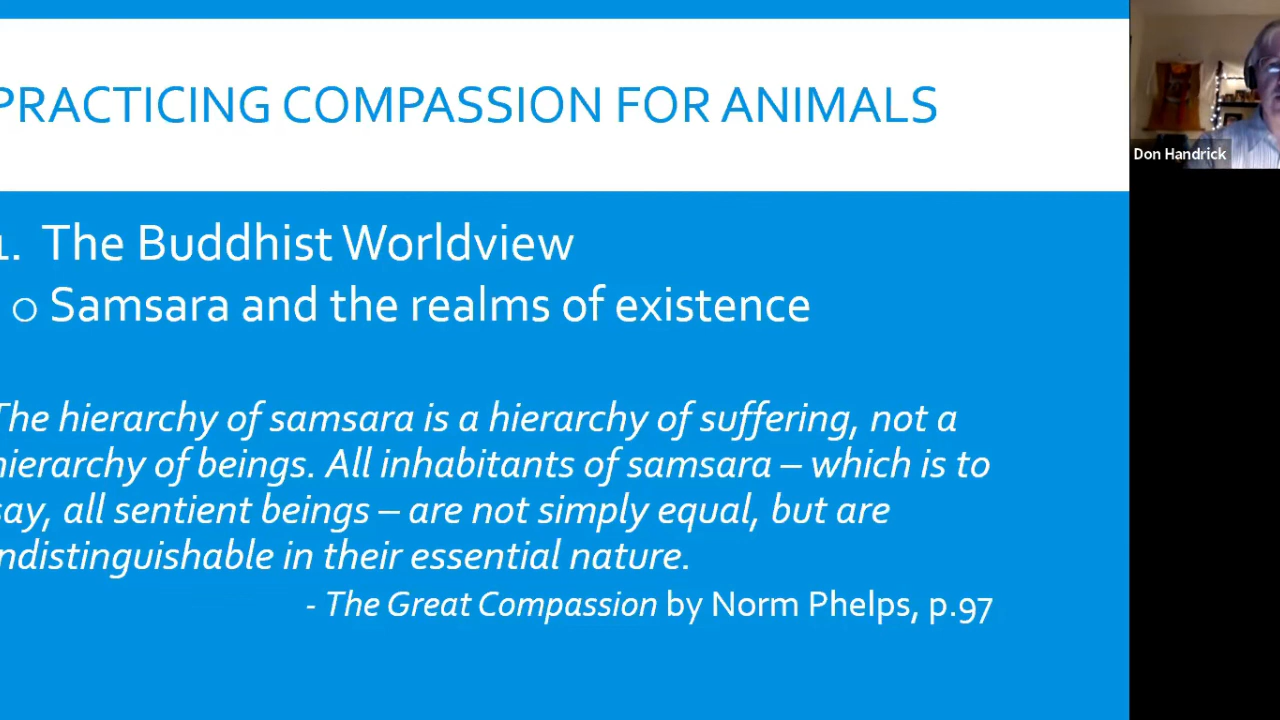 PRACTICING COMPASSION FOR ANIMALS
Don Handrick
1. The Buddhist Worldview
o Samsara and the realms of existence
The hierarchy of samsara is a hierarchy of suffering, not a
hierarchy of beings. All inhabitants of samsara – which is to
say, all sentient beings – are not simply equal, but are
indistinguishable in their essential nature.
- The Great Compassion by Norm Phelps, p.97